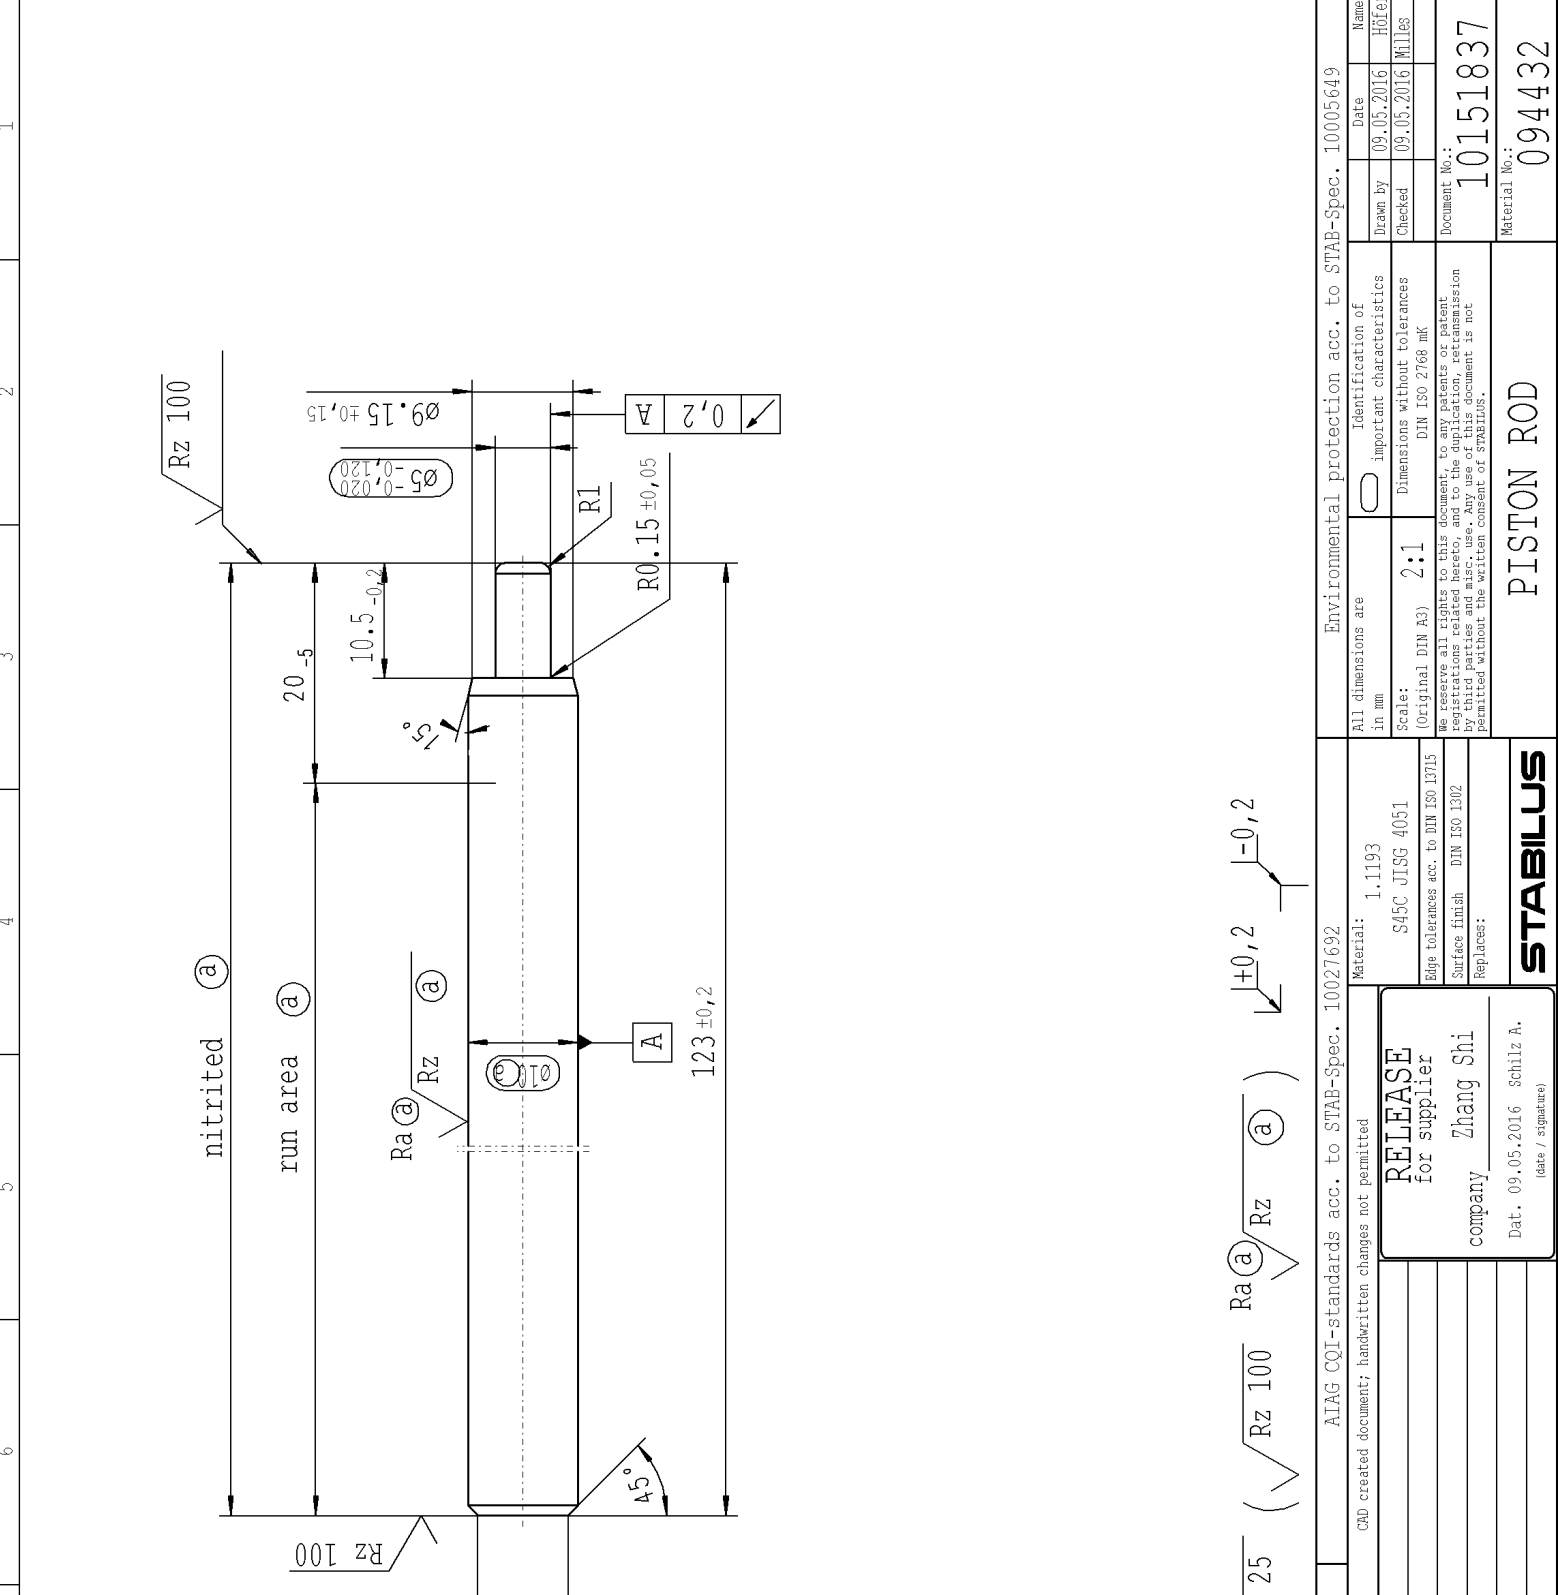 1
2
3
4
5
6
Rz 100
Ø9.15 ±0,15
Ø5 -0,020
-0,120
A 0,2
R1
R0.15 ±0,05
10.5 -0,2
20 -5
15°
nitrited a
run area a
Ra a Rz a
Ø10
a
A
123 ±0,2
45°
Rz 100
25 ( Rz 100 Ra a Rz a )
+0,2 -0,2
AIAG CQI-standards acc. to STAB-Spec. 10027692
Environmental protection acc. to STAB-Spec. 10005649
CAD created document; handwritten changes not permitted
RELEASE
for supplier
company Zhang Shi
Dat. 09.05.2016 Schilz A.
(date / signature)
Material:
1.1193
S45C JISG 4051
Edge tolerances acc. to DIN ISO 13715
Surface finish DIN ISO 1302
Replaces:
STABILUS
All dimensions are
in mm
Scale:
(Original DIN A3) 2:1
Identification of
important characteristics
Dimensions without tolerances
DIN ISO 2768 mK
We reserve all rights to this document, to any patents or patent
registrations related hereto, and to the duplication, retransmission
by third parties and misc. use. Any use of this document is not
permitted without the written consent of STABILUS.
PISTON ROD
Date Name
Drawn by 09.05.2016
Checked 09.05.2016 Milles
Document No.:
10151837
Material No.:
094432